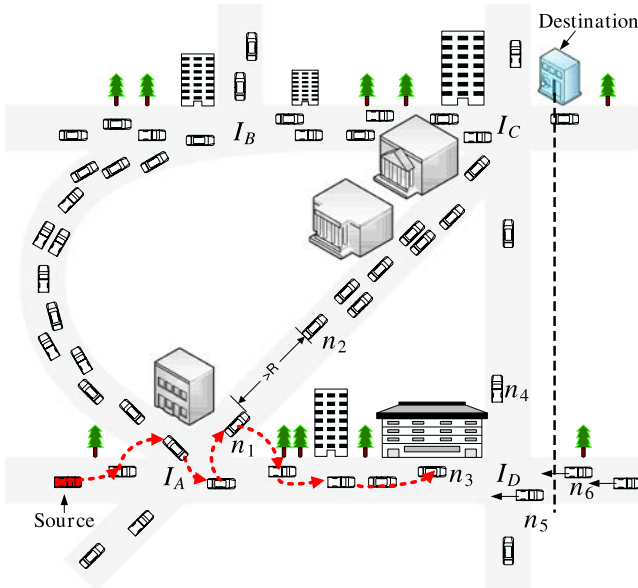 Destination
I_B
I_C
n_2
>R
n_4
n_1
I_A
n_3
I_D
n_6
Source
n_5